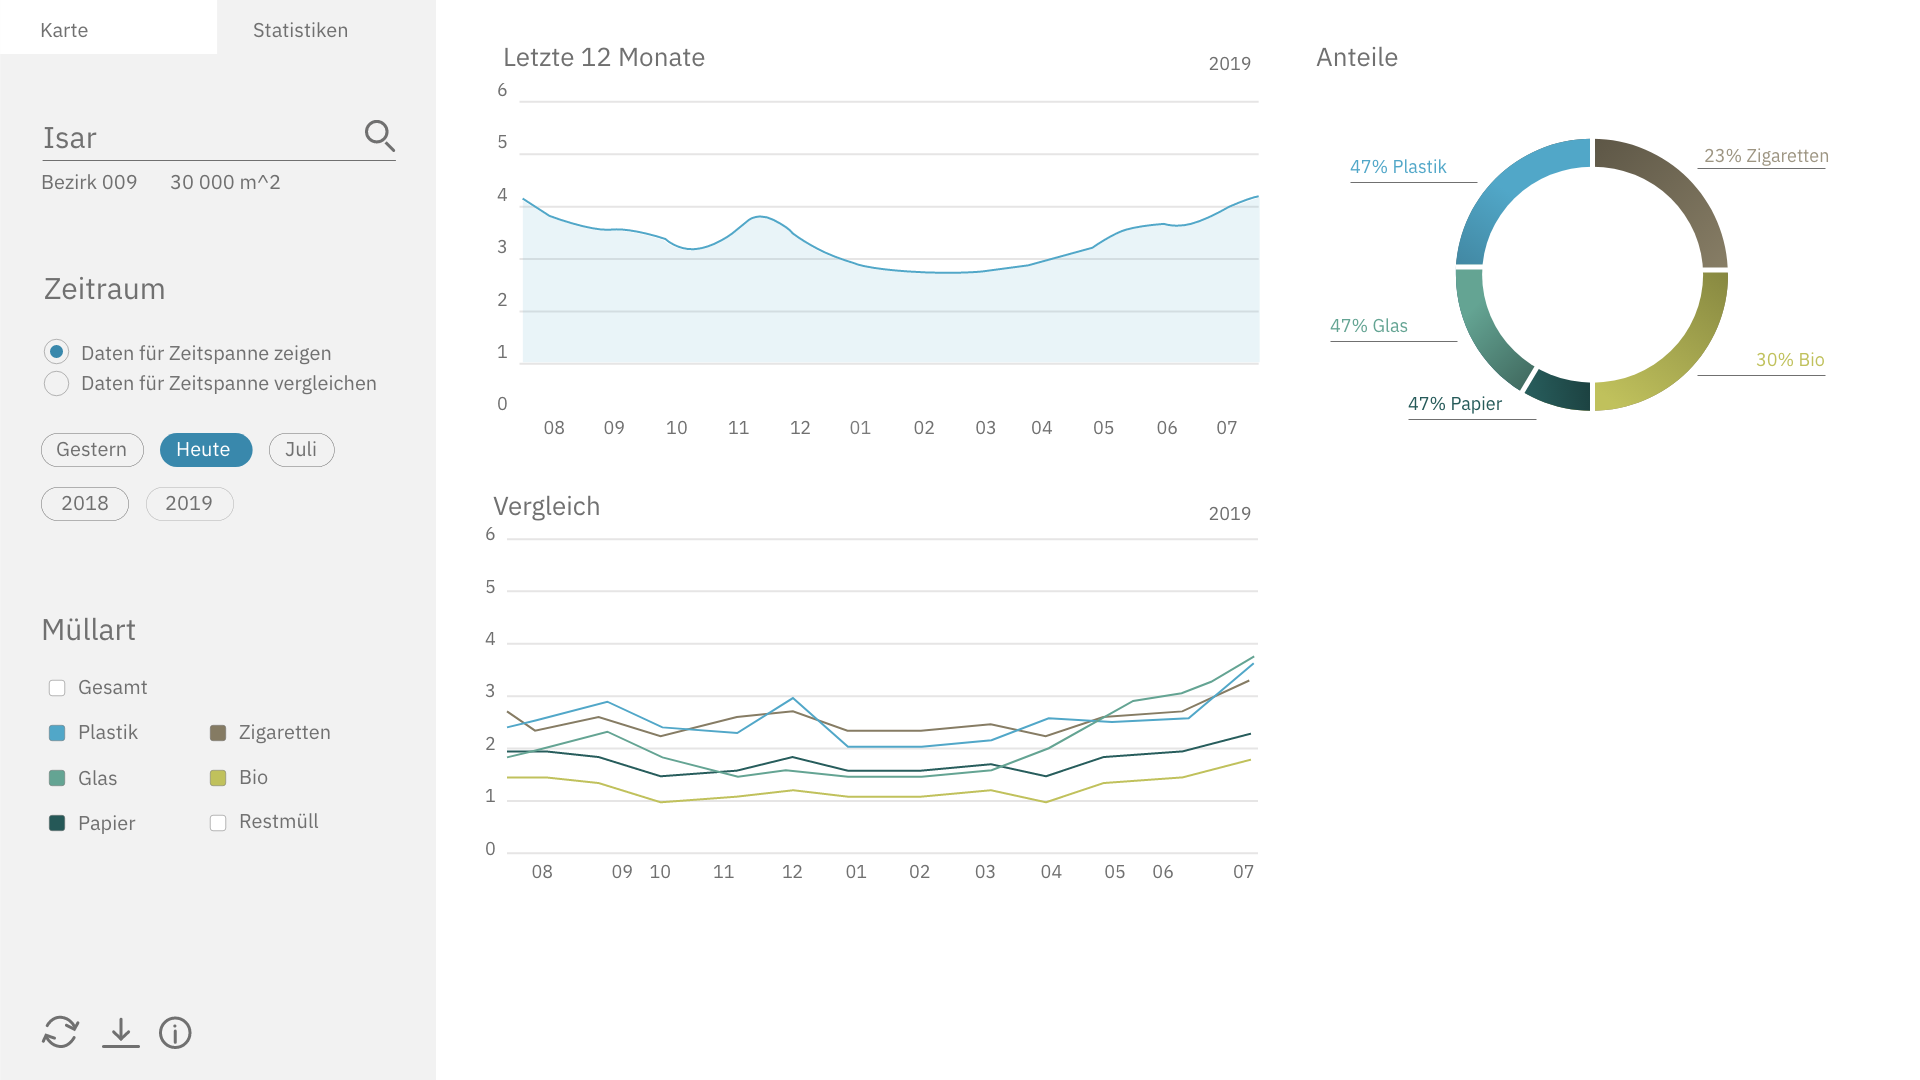 Karte
Statistiken
Isar
Bezirk 009 30 000 m^2
Zeitraum
Daten für Zeitspanne zeigen
Daten für Zeitspanne vergleichen
Gestern Heute Juli
2018 2019
Müllart
Gesamt
Plastik Zigaretten
Glas Bio
Papier Restmüll
Letzte 12 Monate
2019
6
5
4
3
2
1
0
08 09 10 11 12 01 02 03 04 05 06 07
Vergleich
2019
6
5
4
3
2
1
0
08 09 10 11 12 01 02 03 04 05 06 07
Anteile
47% Plastik
23% Zigaretten
47% Glas
30% Bio
47% Papier